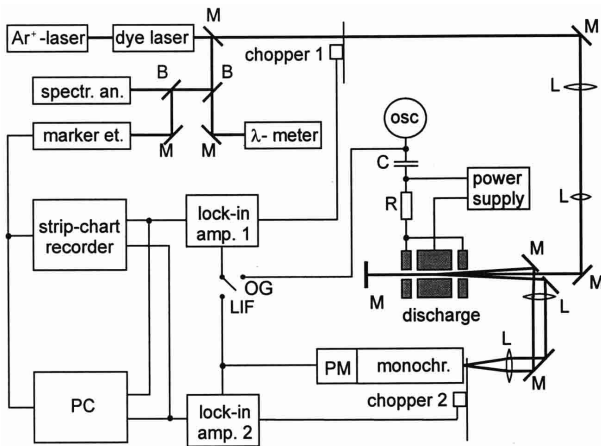 Ar⁺-laser
dye laser
M
M
chopper 1
B
B
spectr. an.
L
osc
marker et.
M
M
λ- meter
C
power
supply
R
L
strip-chart
recorder
lock-in
amp. 1
OG
LIF
M
M
M
L
discharge
PM
monochr.
L
M
PC
lock-in
amp. 2
chopper 2